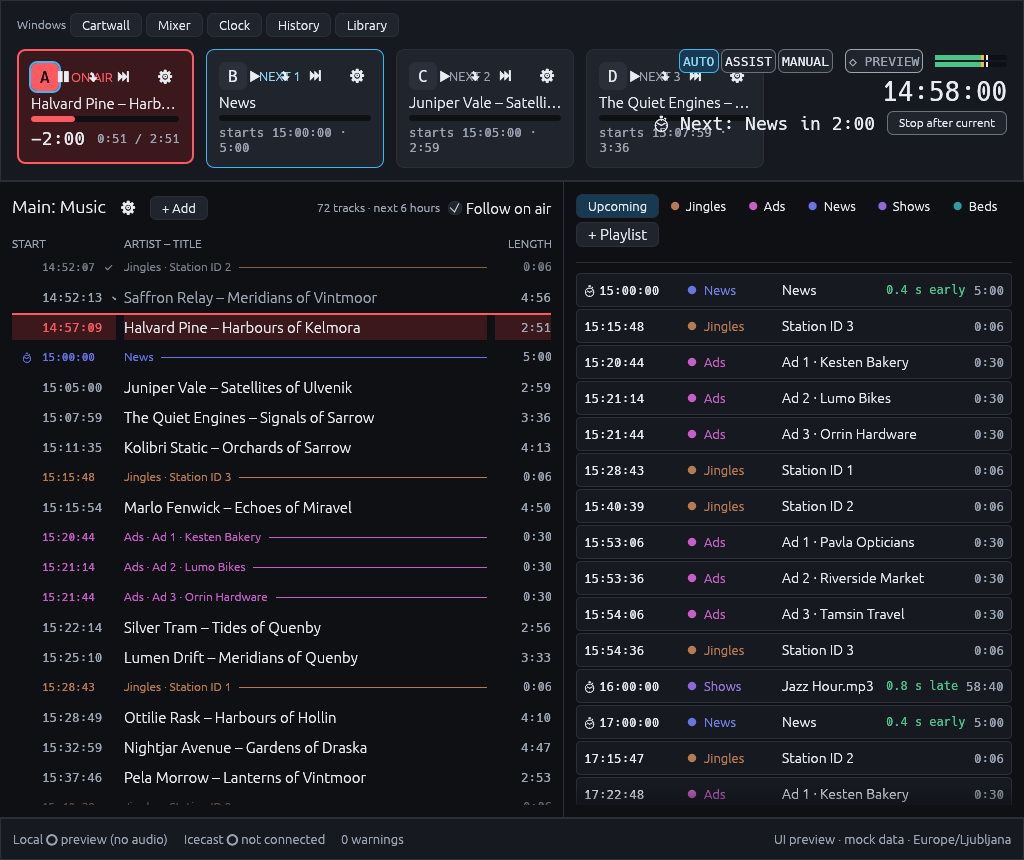 Windows Cartwall Mixer Clock History Library
A ON AIR
Halvard Pine – Harb…
−2:00 0:51 / 2:51
B NEXT 1
News
starts 15:00:00 ·
5:00
C NEXT 2
Juniper Vale – Satelli…
starts 15:05:00 ·
2:59
D NEXT 3
The Quiet Engines – …
starts 15:07:59 ·
3:36
AUTO ASSIST MANUAL ◇ PREVIEW
14:58:00
Next: News in 2:00 Stop after current
Main: Music + Add 72 tracks · next 6 hours ✓ Follow on air
START ARTIST – TITLE LENGTH
14:52:07 ✓ Jingles · Station ID 2 0:06
14:52:13 Saffron Relay – Meridians of Vintmoor 4:56
14:57:09 Halvard Pine – Harbours of Kelmora 2:51
15:00:00 News 5:00
15:05:00 Juniper Vale – Satellites of Ulvenik 2:59
15:07:59 The Quiet Engines – Signals of Sarrow 3:36
15:11:35 Kolibri Static – Orchards of Sarrow 4:13
15:15:48 Jingles · Station ID 3 0:06
15:15:54 Marlo Fenwick – Echoes of Miravel 4:50
15:20:44 Ads · Ad 1 · Kesten Bakery 0:30
15:21:14 Ads · Ad 2 · Lumo Bikes 0:30
15:21:44 Ads · Ad 3 · Orrin Hardware 0:30
15:22:14 Silver Tram – Tides of Quenby 2:56
15:25:10 Lumen Drift – Meridians of Quenby 3:33
15:28:43 Jingles · Station ID 1 0:06
15:28:49 Ottilie Rask – Harbours of Hollin 4:10
15:32:59 Nightjar Avenue – Gardens of Draska 4:47
15:37:46 Pela Morrow – Lanterns of Vintmoor 2:53
Upcoming Jingles Ads News Shows Beds
+ Playlist
15:00:00 News News 0.4 s early 5:00
15:15:48 Jingles Station ID 3 0:06
15:20:44 Ads Ad 1 · Kesten Bakery 0:30
15:21:14 Ads Ad 2 · Lumo Bikes 0:30
15:21:44 Ads Ad 3 · Orrin Hardware 0:30
15:28:43 Jingles Station ID 1 0:06
15:40:39 Jingles Station ID 2 0:06
15:53:06 Ads Ad 1 · Pavla Opticians 0:30
15:53:36 Ads Ad 2 · Riverside Market 0:30
15:54:06 Ads Ad 3 · Tamsin Travel 0:30
15:54:36 Jingles Station ID 3 0:06
16:00:00 Shows Jazz Hour.mp3 0.8 s late 58:40
17:00:00 News News 0.4 s early 5:00
17:15:47 Jingles Station ID 2 0:06
17:22:48 Ads Ad 1 · Kesten Bakery 0:30
Local preview (no audio) Icecast not connected 0 warnings UI preview · mock data · Europe/Ljubljana